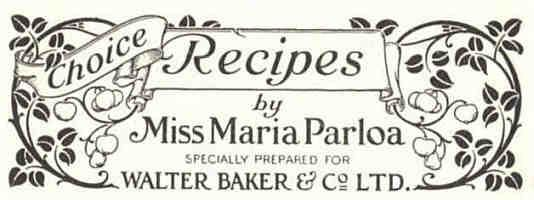 Choice
Recipes
by
Miss Maria Parloa
SPECIALLY PREPARED FOR
WALTER BAKER & Co LTD.